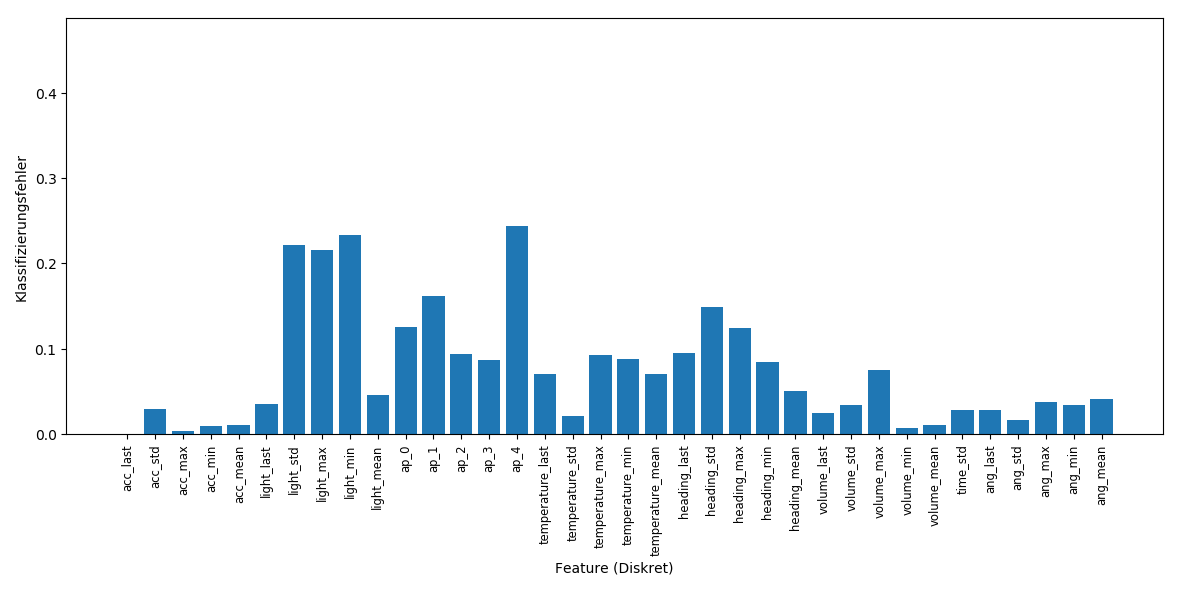 Klassifizierungsfehler
0.4
0.3
0.2
0.1
0.0
acc_last
acc_std
acc_max
acc_min
acc_mean
light_last
light_std
light_max
light_min
light_mean
ap_0
ap_1
ap_2
ap_3
ap_4
temperature_last
temperature_std
temperature_max
temperature_min
temperature_mean
heading_last
heading_std
heading_max
heading_min
heading_mean
volume_last
volume_std
volume_max
volume_min
volume_mean
time_std
ang_last
ang_std
ang_max
ang_min
ang_mean
Feature (Diskret)